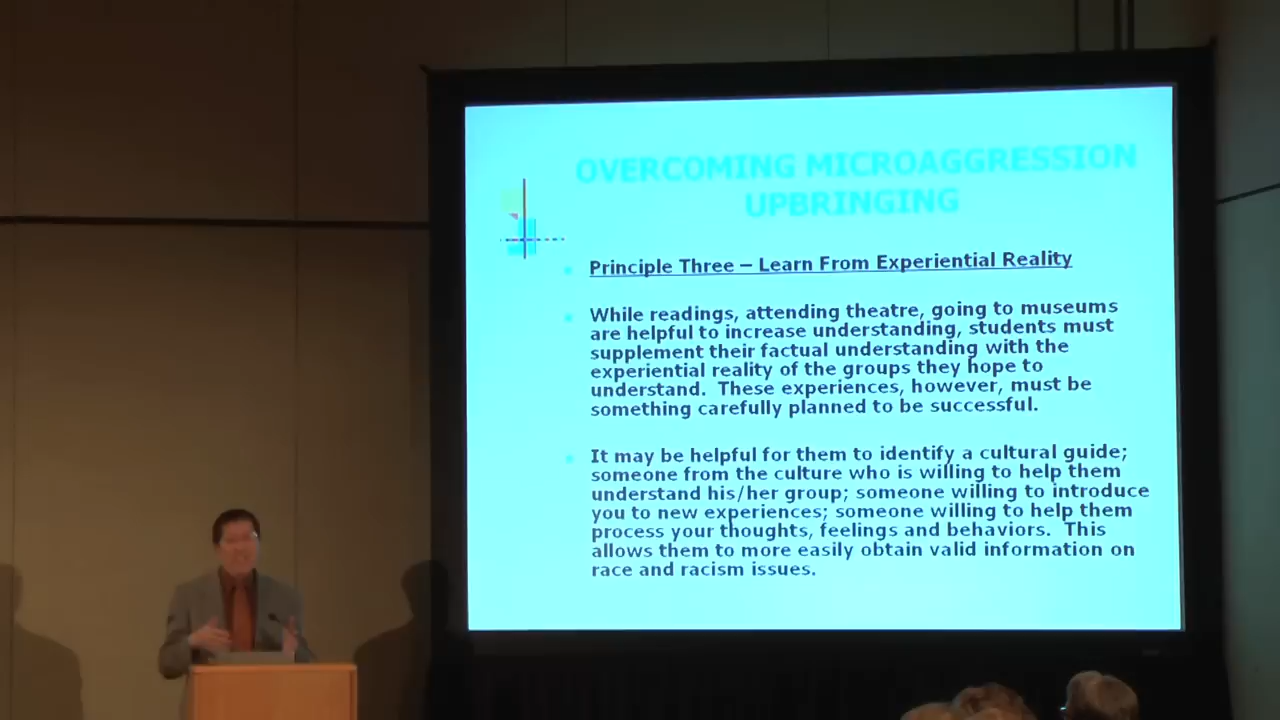 OVERCOMING MICROAGGRESSION
UPBRINGING
Principle Three – Learn From Experiential Reality
While readings, attending theatre, going to museums
are helpful to increase understanding, students must
supplement their factual understanding with the
experiential reality of the groups they hope to
understand. These experiences, however, must be
something carefully planned to be successful.
It may be helpful for them to identify a cultural guide;
someone from the culture who is willing to help them
understand his/her group; someone willing to introduce
you to new experiences; someone willing to help them
process your thoughts, feelings and behaviors. This
allows them to more easily obtain valid information on
race and racism issues.